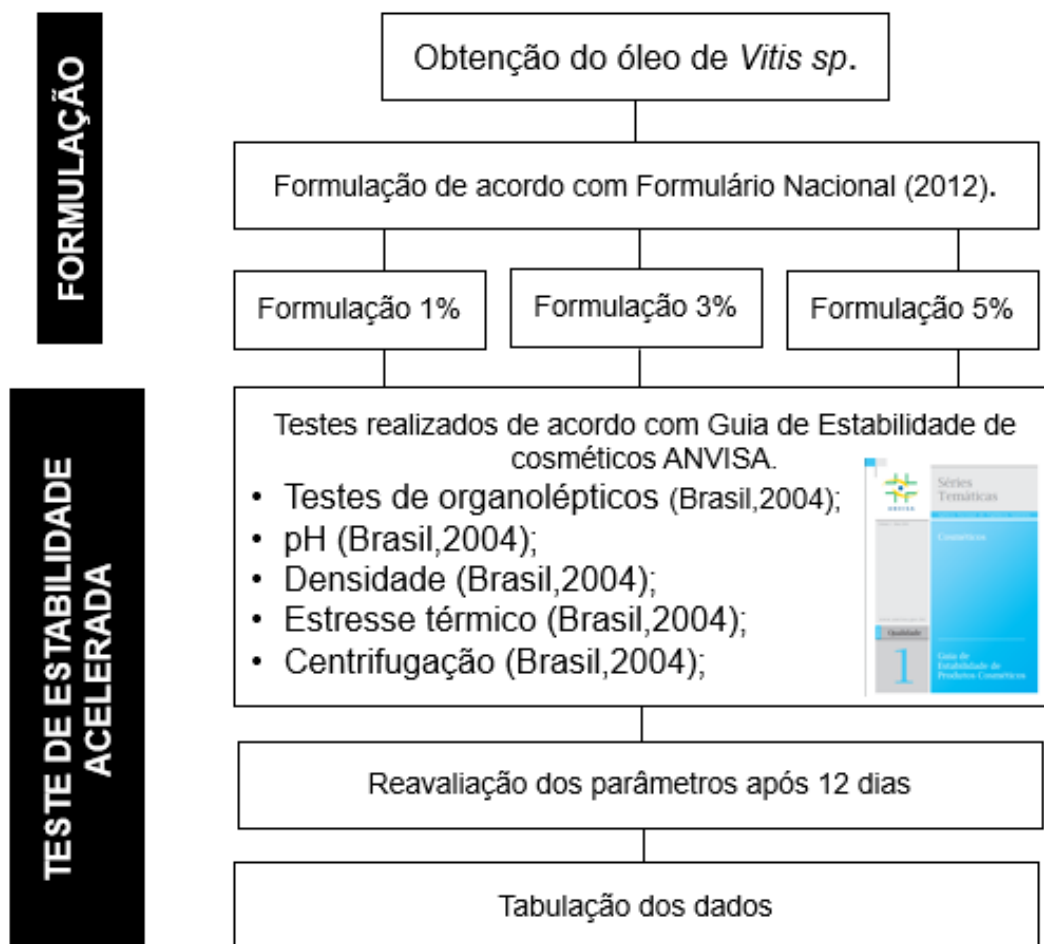 FORMULAÇÃO
Obtenção do óleo de Vitis sp.
Formulação de acordo com Formulário Nacional (2012).
Formulação 1%
Formulação 3%
Formulação 5%
TESTE DE ESTABILIDADE
ACELERADA
Testes realizados de acordo com Guia de Estabilidade de
cosméticos ANVISA.
• Testes de organolépticos (Brasil,2004);
• pH (Brasil,2004);
• Densidade (Brasil,2004);
• Estresse térmico (Brasil,2004);
• Centrifugação (Brasil,2004);
Séries
Temáticas
Cosméticos
Qualidade
1
Guia de
Estabilidade de
Produtos Cosméticos
Reavaliação dos parâmetros após 12 dias
Tabulação dos dados